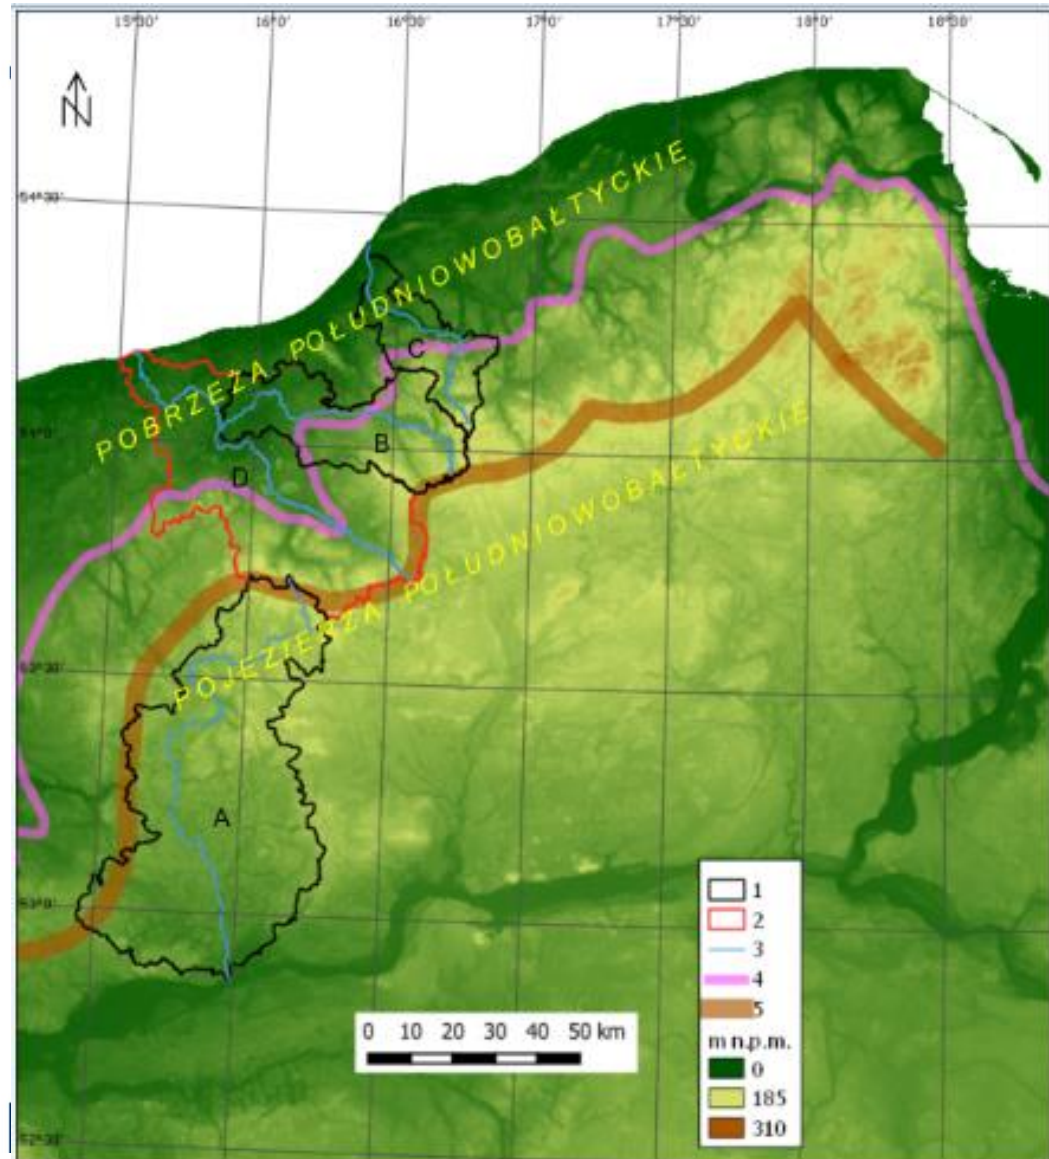 15°30' 16°0' 16°30' 17°0' 17°30' 18°0' 18°30'
N
54°30'
POBRZEŻA POŁUDNIOWOBAŁTYCKIE
C
54°0'
B
D
POJEZIERZA POŁUDNIOWOBAŁTYCKIE
53°30'
A
53°0'
1
2
3
4
5
m n.p.m.
0
185
310
0 10 20 30 40 50 km
52°30'